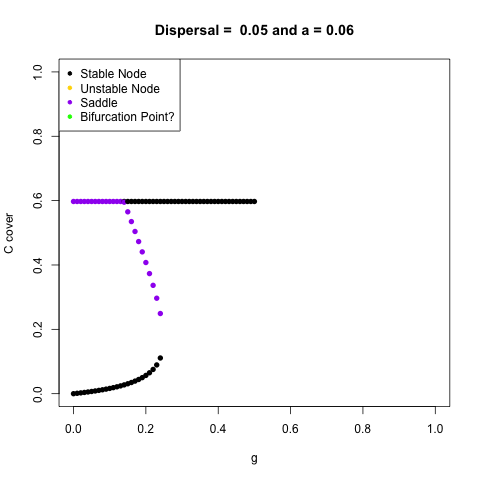 Dispersal =  0.05 and a = 0.06
Stable Node
Unstable Node
Saddle
Bifurcation Point?
C cover
1.0
0.8
0.6
0.4
0.2
0.0
0.0 0.2 0.4 0.6 0.8 1.0
g